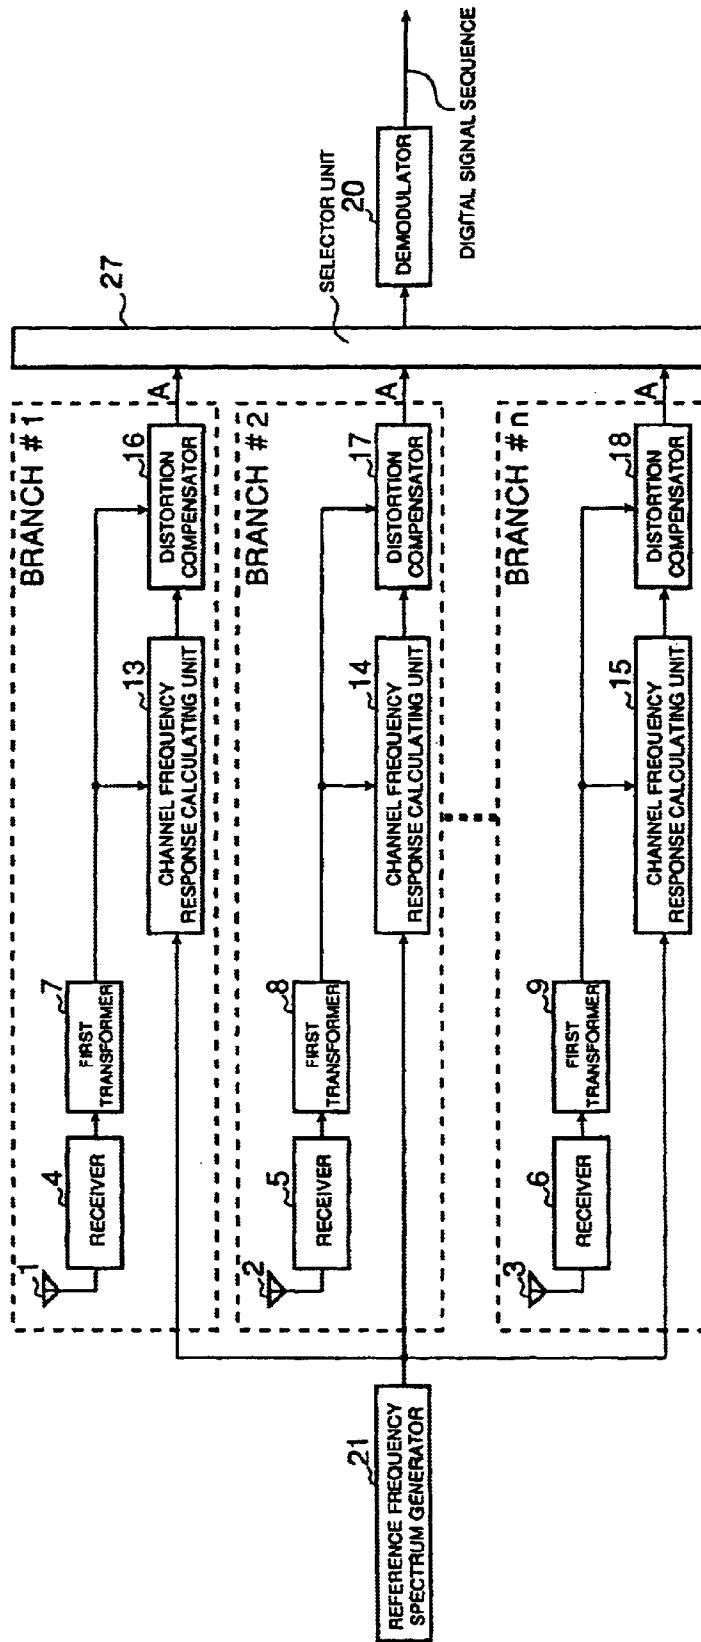 BRANCH #1
1
4
RECEIVER
7
FIRST
TRANSFORMER
13
CHANNEL FREQUENCY
RESPONSE CALCULATING UNIT
16
DISTORTION
COMPENSATOR
A
BRANCH #2
2
5
RECEIVER
8
FIRST
TRANSFORMER
14
CHANNEL FREQUENCY
RESPONSE CALCULATING UNIT
17
DISTORTION
COMPENSATOR
A
BRANCH #n
3
6
RECEIVER
9
FIRST
TRANSFORMER
15
CHANNEL FREQUENCY
RESPONSE CALCULATING UNIT
18
DISTORTION
COMPENSATOR
A
21
REFERENCE FREQUENCY
SPECTRUM GENERATOR
27
SELECTOR UNIT
20
DEMODULATOR
DIGITAL SIGNAL SEQUENCE